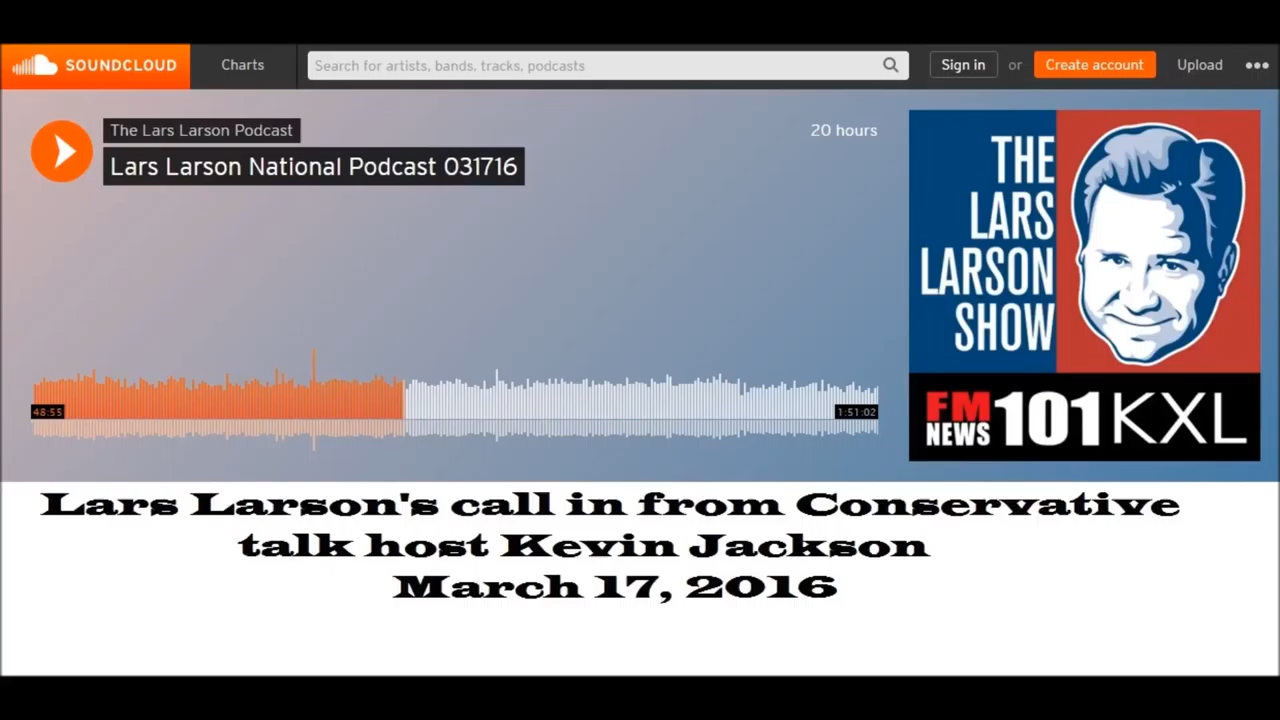 SOUNDCLOUD
Charts
Search for artists, bands, tracks, podcasts
Sign in
or
Create account
Upload
The Lars Larson Podcast
20 hours
Lars Larson National Podcast 031716
THE
LARS
LARSON
SHOW
48:55
1:51:02
FM
NEWS
101 KXL
Lars Larson's call in from Conservative
talk host Kevin Jackson
March 17, 2016